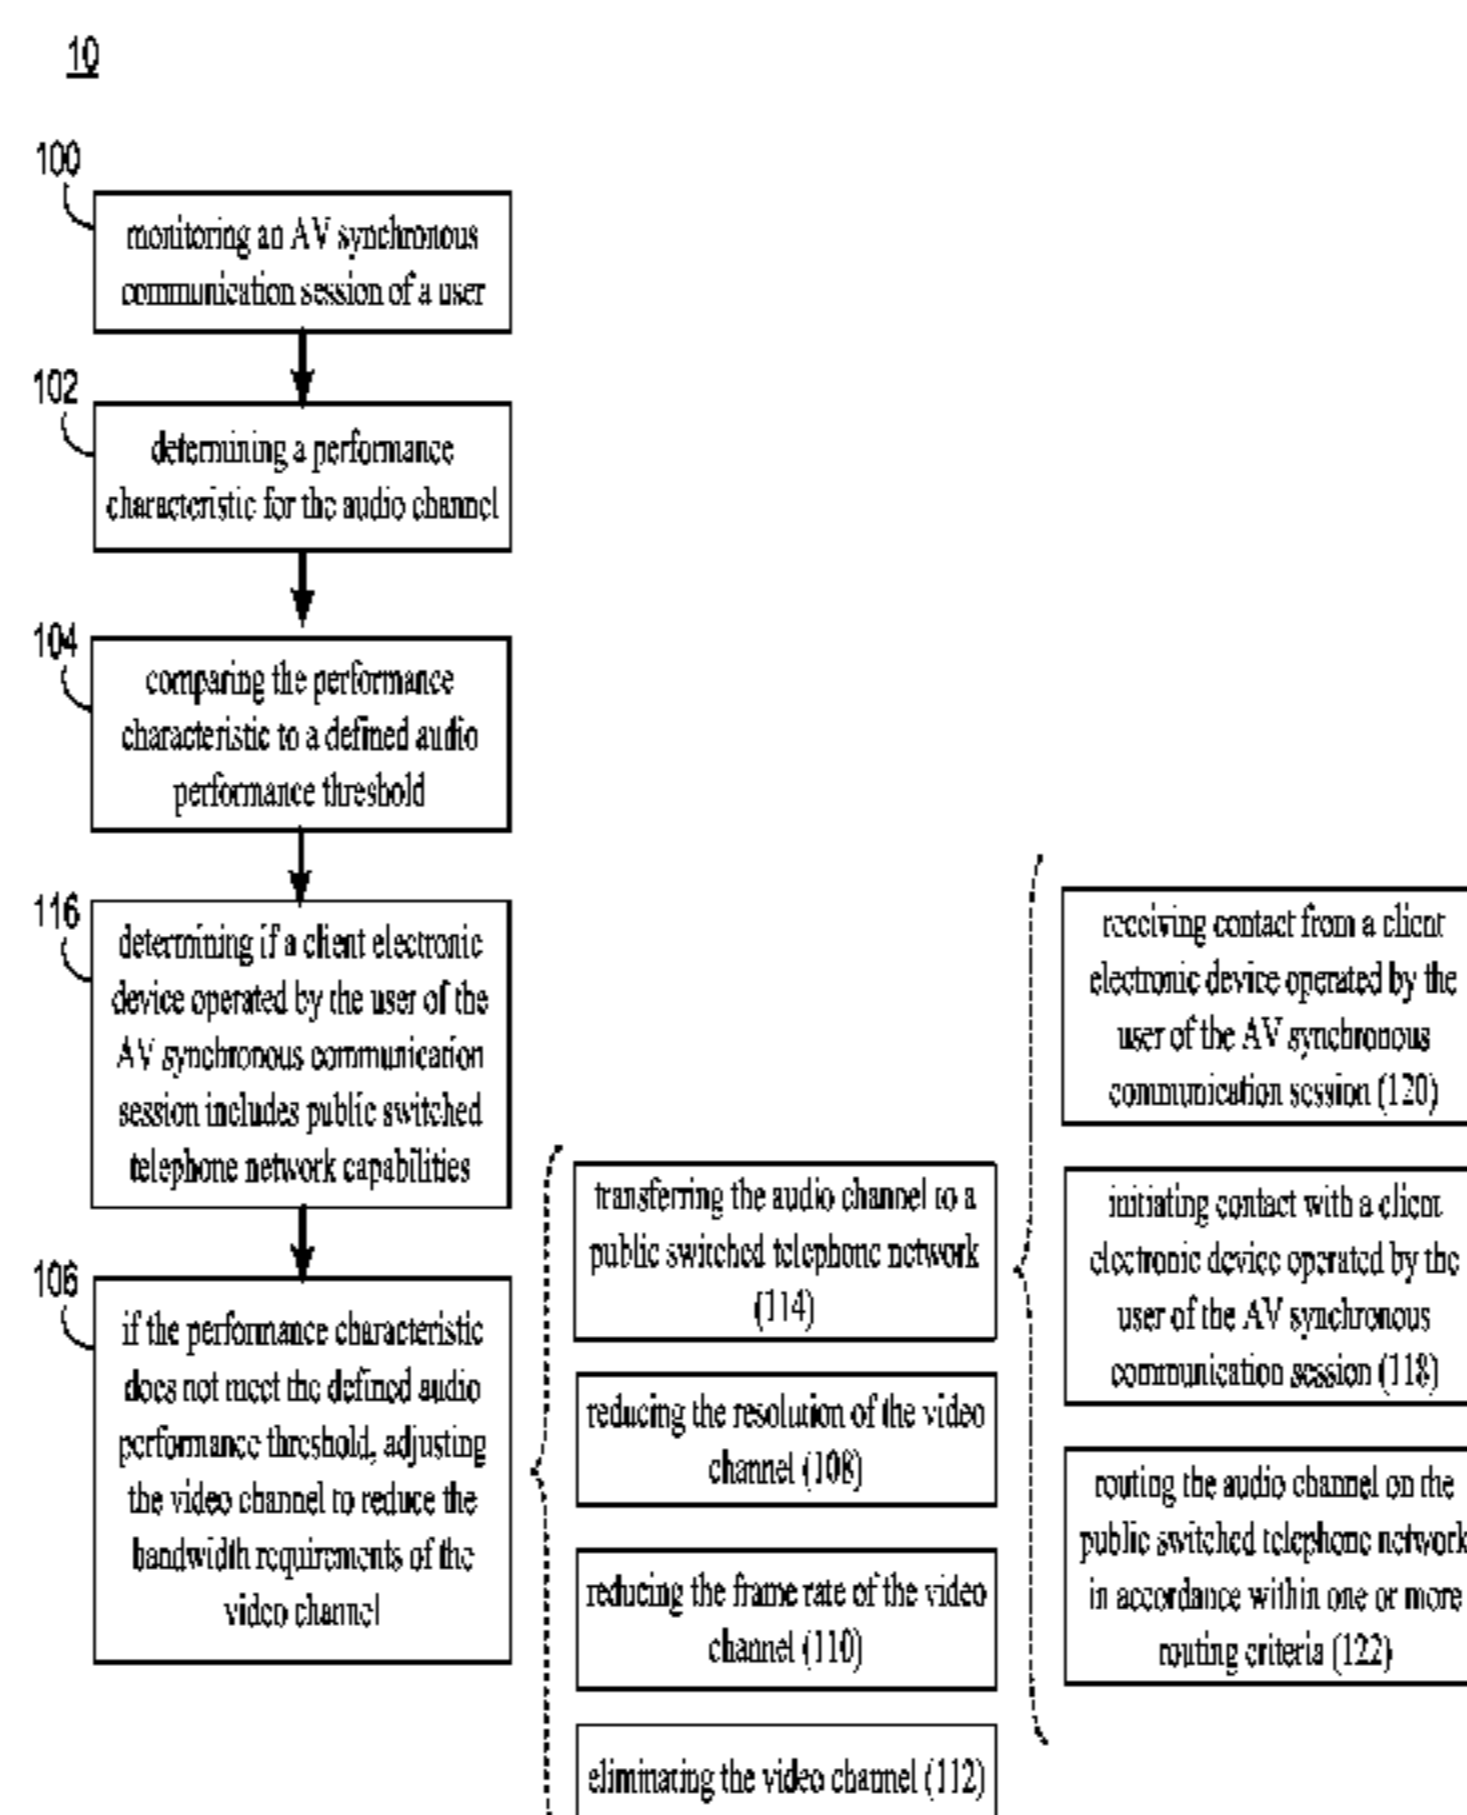 10
100
monitoring an AV synchronous
communication session of a user
102
determining a performance
characteristic for the audio channel
104
comparing the performance
characteristic to a defined audio
performance threshold
116
determining if a client electronic
device operated by the user of the
AV synchronous communication
session includes public switched
telephone network capabilities
106
if the performance characteristic
does not meet the defined audio
performance threshold, adjusting
the video channel to reduce the
bandwidth requirements of the
video channel
transferring the audio channel to a
public switched telephone network
(114)
reducing the resolution of the video
channel (108)
reducing the frame rate of the video
channel (110)
eliminating the video channel (112)
receiving contact from a client
electronic device operated by the
user of the AV synchronous
communication session (120)
initiating contact with a client
electronic device operated by the
user of the AV synchronous
communication session (118)
routing the audio channel on the
public switched telephone network
in accordance within one or more
routing criteria (122)